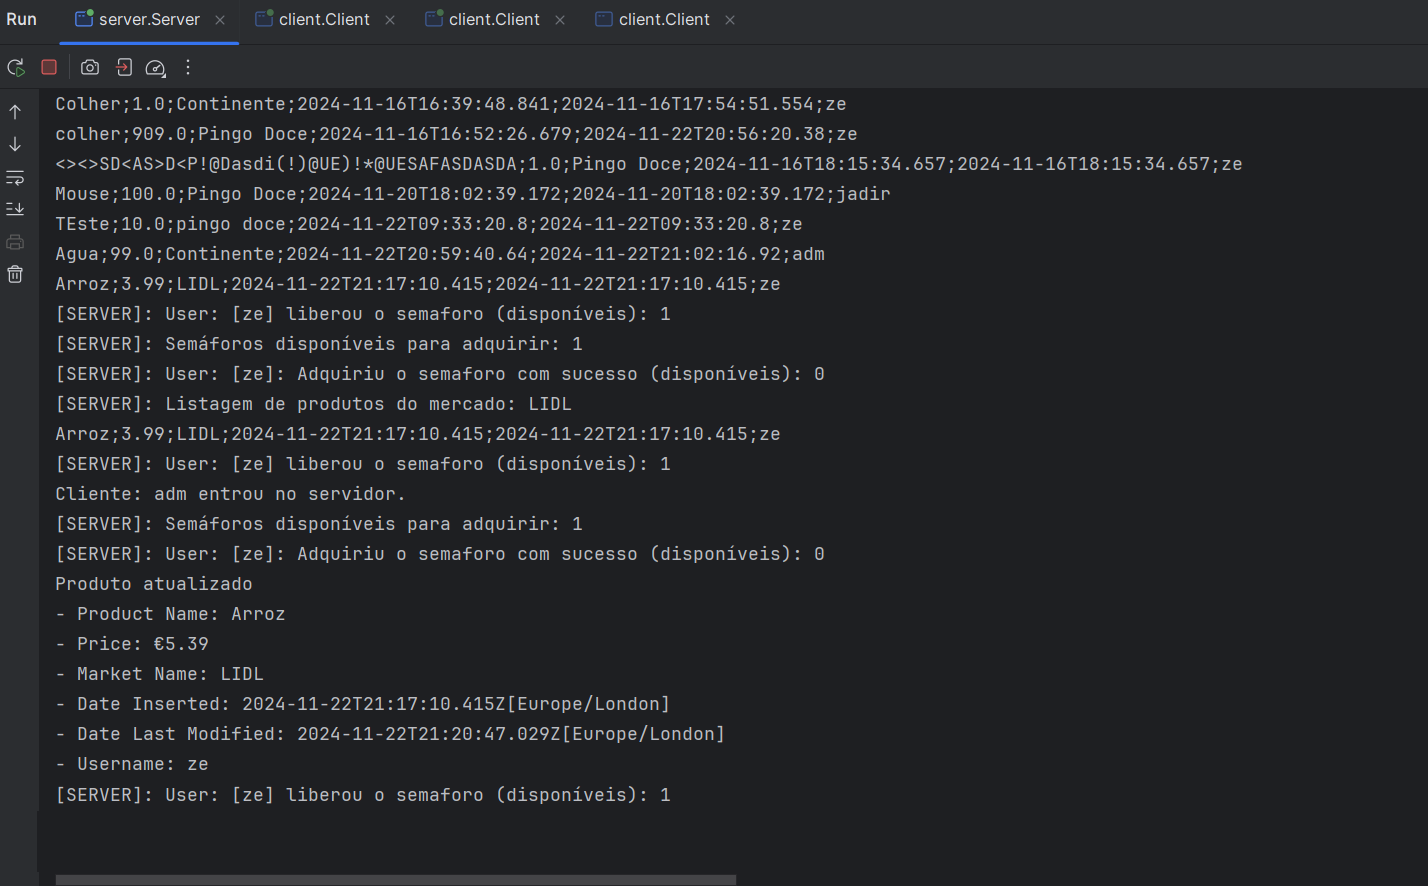 Run server.Server client.Client client.Client client.Client
Colher;1.0;Continente;2024-11-16T16:39:48.841;2024-11-16T17:54:51.554;ze
colher;909.0;Pingo Doce;2024-11-16T16:52:26.679;2024-11-22T20:56:20.38;ze
<><>SD<AS>D<P!@Dasdi(!)@UE)!*@UESAFASDASDA;1.0;Pingo Doce;2024-11-16T18:15:34.657;2024-11-16T18:15:34.657;ze
Mouse;100.0;Pingo Doce;2024-11-20T18:02:39.172;2024-11-20T18:02:39.172;jadir
TEste;10.0;pingo doce;2024-11-22T09:33:20.8;2024-11-22T09:33:20.8;ze
Agua;99.0;Continente;2024-11-22T20:59:40.64;2024-11-22T21:02:16.92;adm
Arroz;3.99;LIDL;2024-11-22T21:17:10.415;2024-11-22T21:17:10.415;ze
[SERVER]: User: [ze] liberou o semaforo (disponíveis): 1
[SERVER]: Semáforos disponíveis para adquirir: 1
[SERVER]: User: [ze]: Adquiriu o semaforo com sucesso (disponíveis): 0
[SERVER]: Listagem de produtos do mercado: LIDL
Arroz;3.99;LIDL;2024-11-22T21:17:10.415;2024-11-22T21:17:10.415;ze
[SERVER]: User: [ze] liberou o semaforo (disponíveis): 1
Cliente: adm entrou no servidor.
[SERVER]: Semáforos disponíveis para adquirir: 1
[SERVER]: User: [ze]: Adquiriu o semaforo com sucesso (disponíveis): 0
Produto atualizado
- Product Name: Arroz
- Price: €5.39
- Market Name: LIDL
- Date Inserted: 2024-11-22T21:17:10.415Z[Europe/London]
- Date Last Modified: 2024-11-22T21:20:47.029Z[Europe/London]
- Username: ze
[SERVER]: User: [ze] liberou o semaforo (disponíveis): 1